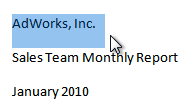 AdWorks, Inc.
Sales Team Monthly Report
January 2010